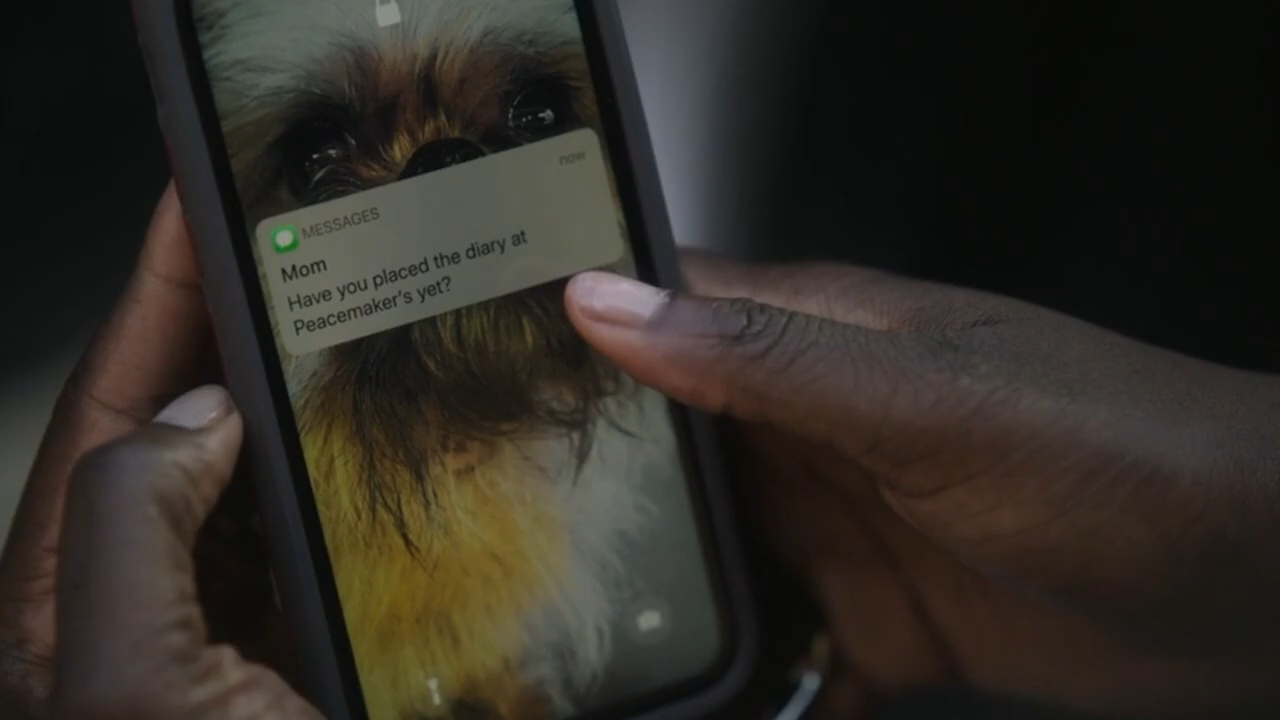 now
MESSAGES
Mom
Have you placed the diary at
Peacemaker's yet?